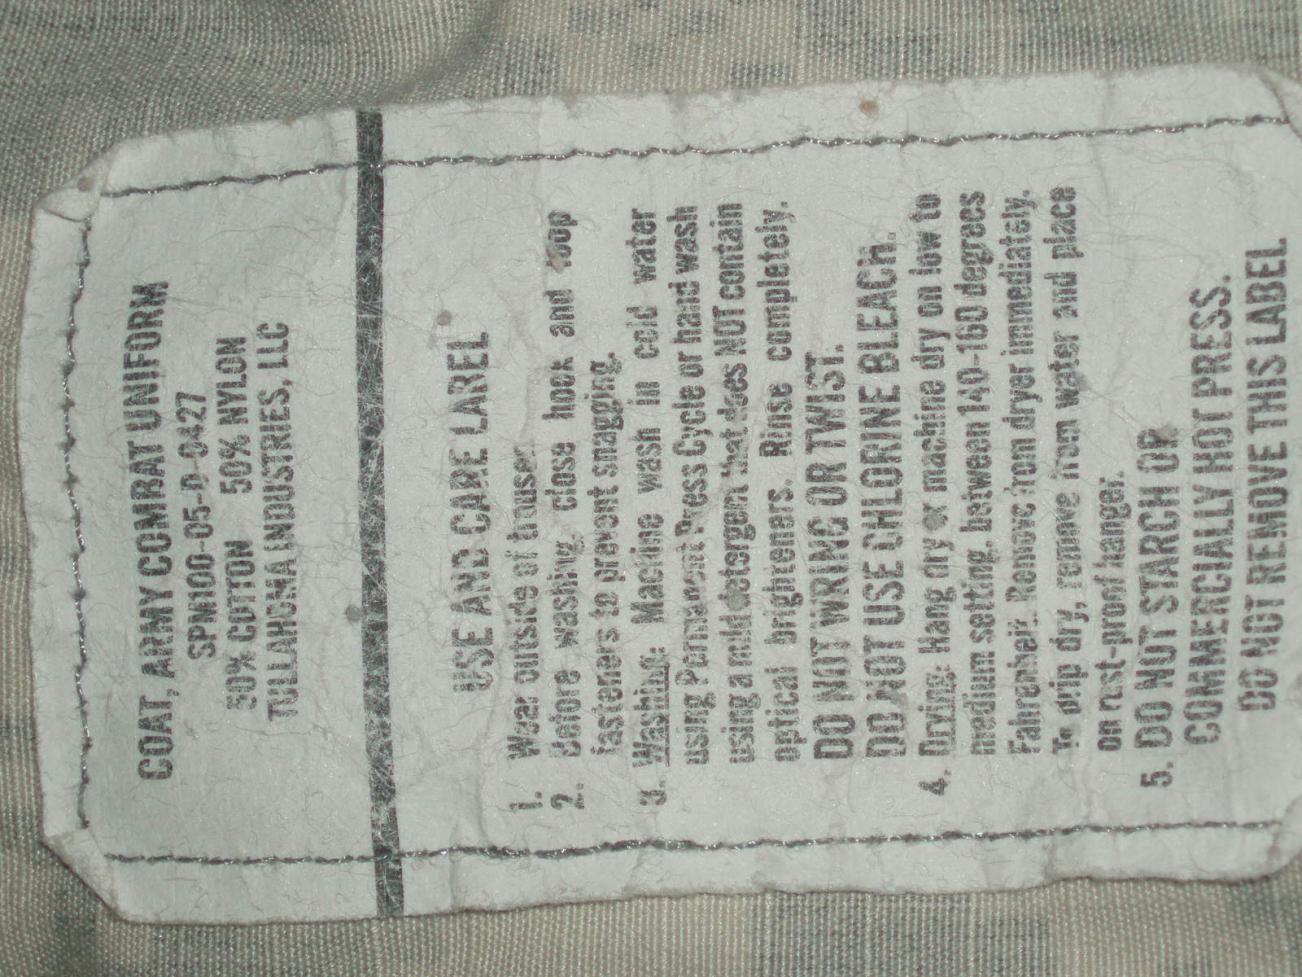 COAT, ARMY COMBAT UNIFORM
SPM100-05-D-0427
50% COTTON 50% NYLON
TULLAHOMA INDUSTRIES, LLC
USE AND CARE LABEL
1. Wear outside of trouser.
2. Before washing, close hook and loop
fasteners to prevent snagging.
3. Washing: Machine wash in cold water
using Permanent Press Cycle or hand wash
using a mild detergent that does NOT contain
optical brighteners. Rinse completely.
DO NOT WRING OR TWIST.
DO NOT USE CHLORINE BLEACH.
4. Drying: Hang dry or machine dry on low to
medium setting, between 140-160 degrees
Fahrenheit. Remove from dryer immediately.
To drip dry, remove from water and place
on rust-proof hanger.
5. DO NOT STARCH OR
COMMERCIALLY HOT PRESS.
DO NOT REMOVE THIS LABEL